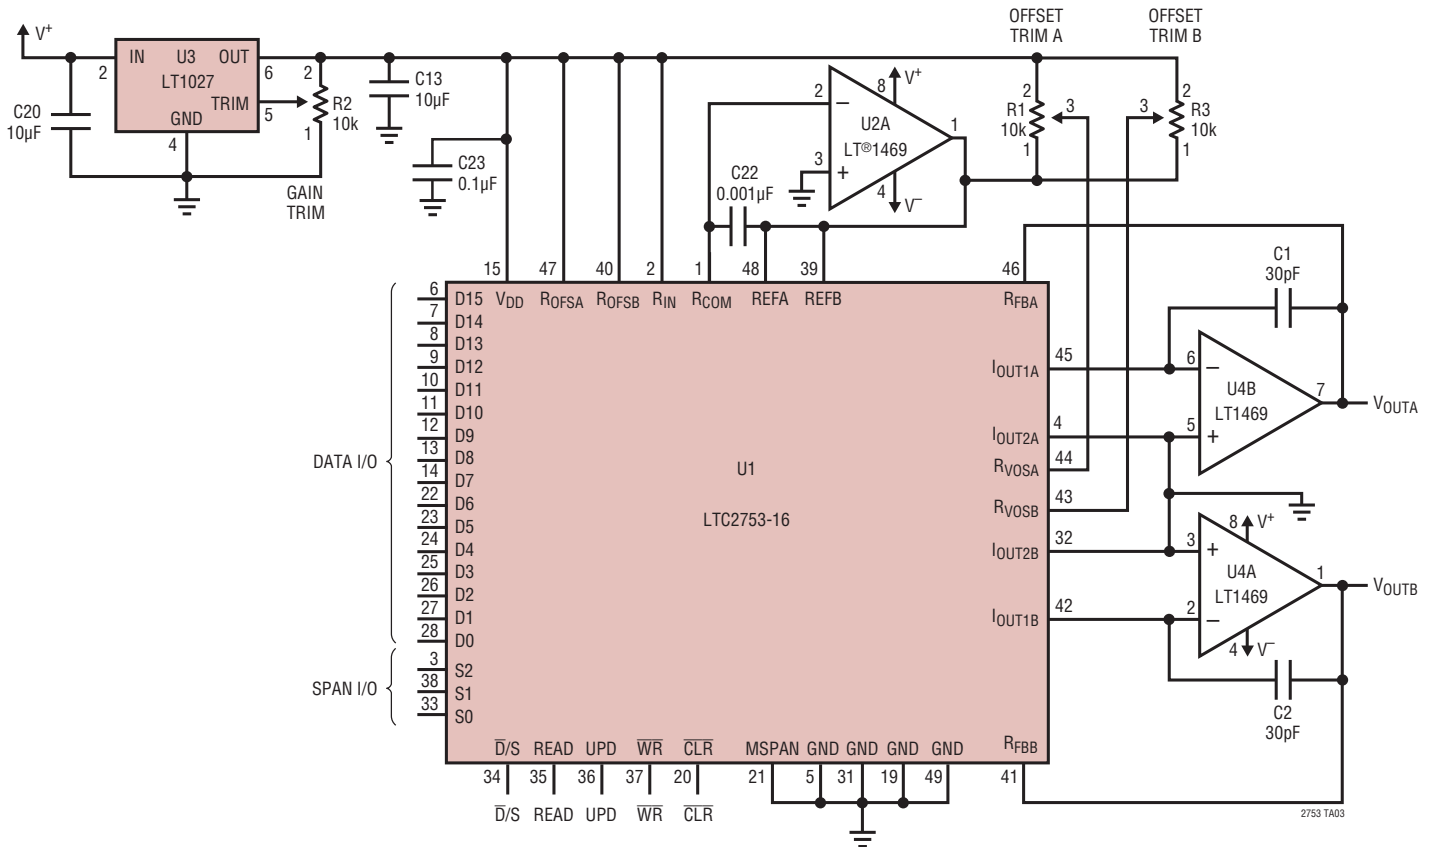 OFFSET
TRIM A
OFFSET
TRIM B
V+
IN
U3
OUT
LT1027
TRIM
GND
2
6
5
4
C20
10µF
2
R2
10k
1
GAIN
TRIM
C13
10µF
C23
0.1µF
C22
0.001µF
2
3
8
V+
U2A
LT®1469
1
4
V−
2
R1
10k
1
3
3
2
R3
10k
1
15
47
40
2
1
48
39
46
VDD
ROFSA
ROFSB
RIN
RCOM
REFA
REFB
RFBA
DATA I/O
6
D15
7
D14
8
D13
9
D12
10
D11
11
D10
12
D9
13
D8
14
D7
22
D6
23
D5
24
D4
25
D3
26
D2
27
D1
28
D0
SPAN I/O
3
S2
38
S1
33
S0
U1
LTC2753-16
IOUT1A
45
IOUT2A
4
RVOSA
44
RVOSB
43
IOUT2B
32
IOUT1B
42
C1
30pF
6
5
U4B
LT1469
7
VOUTA
8
V+
3
2
U4A
LT1469
1
4
V−
VOUTB
C2
30pF
D̅/S
READ
UPD
W̅R̅
C̅L̅R̅
MSPAN
GND
GND
GND
GND
RFBB
34
35
36
37
20
21
5
31
19
49
41
D̅/S
READ
UPD
W̅R̅
C̅L̅R̅
2753 TA03